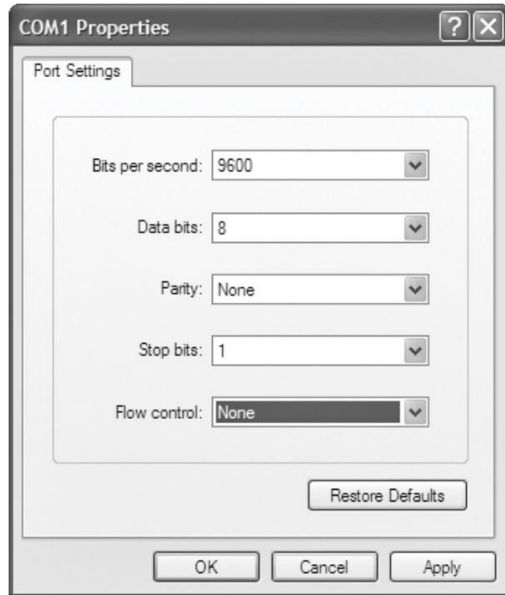 COM1 Properties
Port Settings
Bits per second: 9600
Data bits: 8
Parity: None
Stop bits: 1
Flow control: None
Restore Defaults
OK Cancel Apply